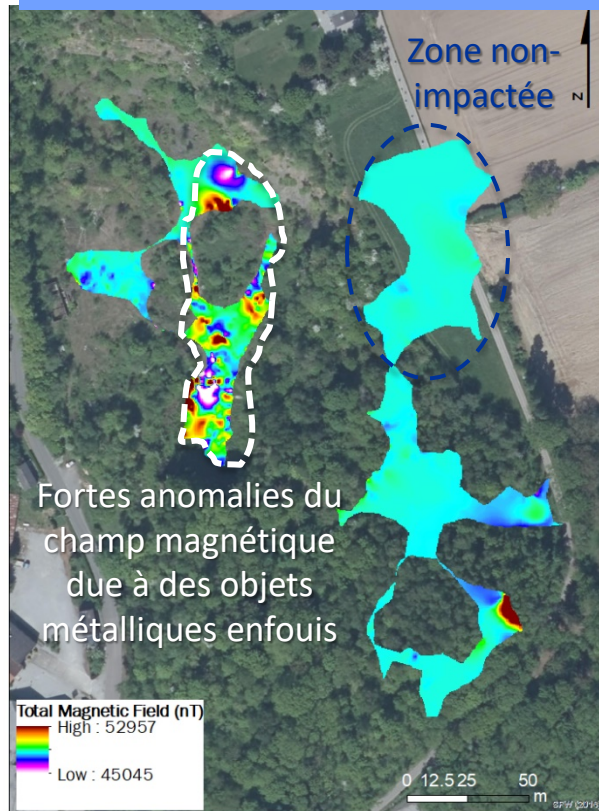 Zone non-
impactée
N
Fortes anomalies du
champ magnétique
due à des objets
métalliques enfouis
Total Magnetic Field (nT)
High : 52957
Low : 45045
0 12.5 25 50
m